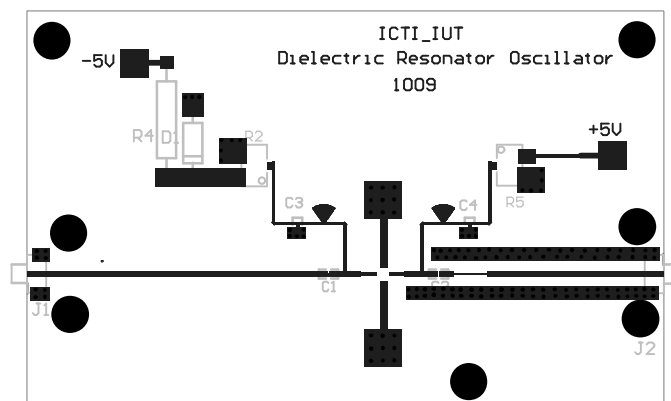 ICTI_IUT
Dielectric Resonator Oscillator
1009
-5V
+5V
R4
D1
R2
C3
C4
R5
C1
C2
J1
J2